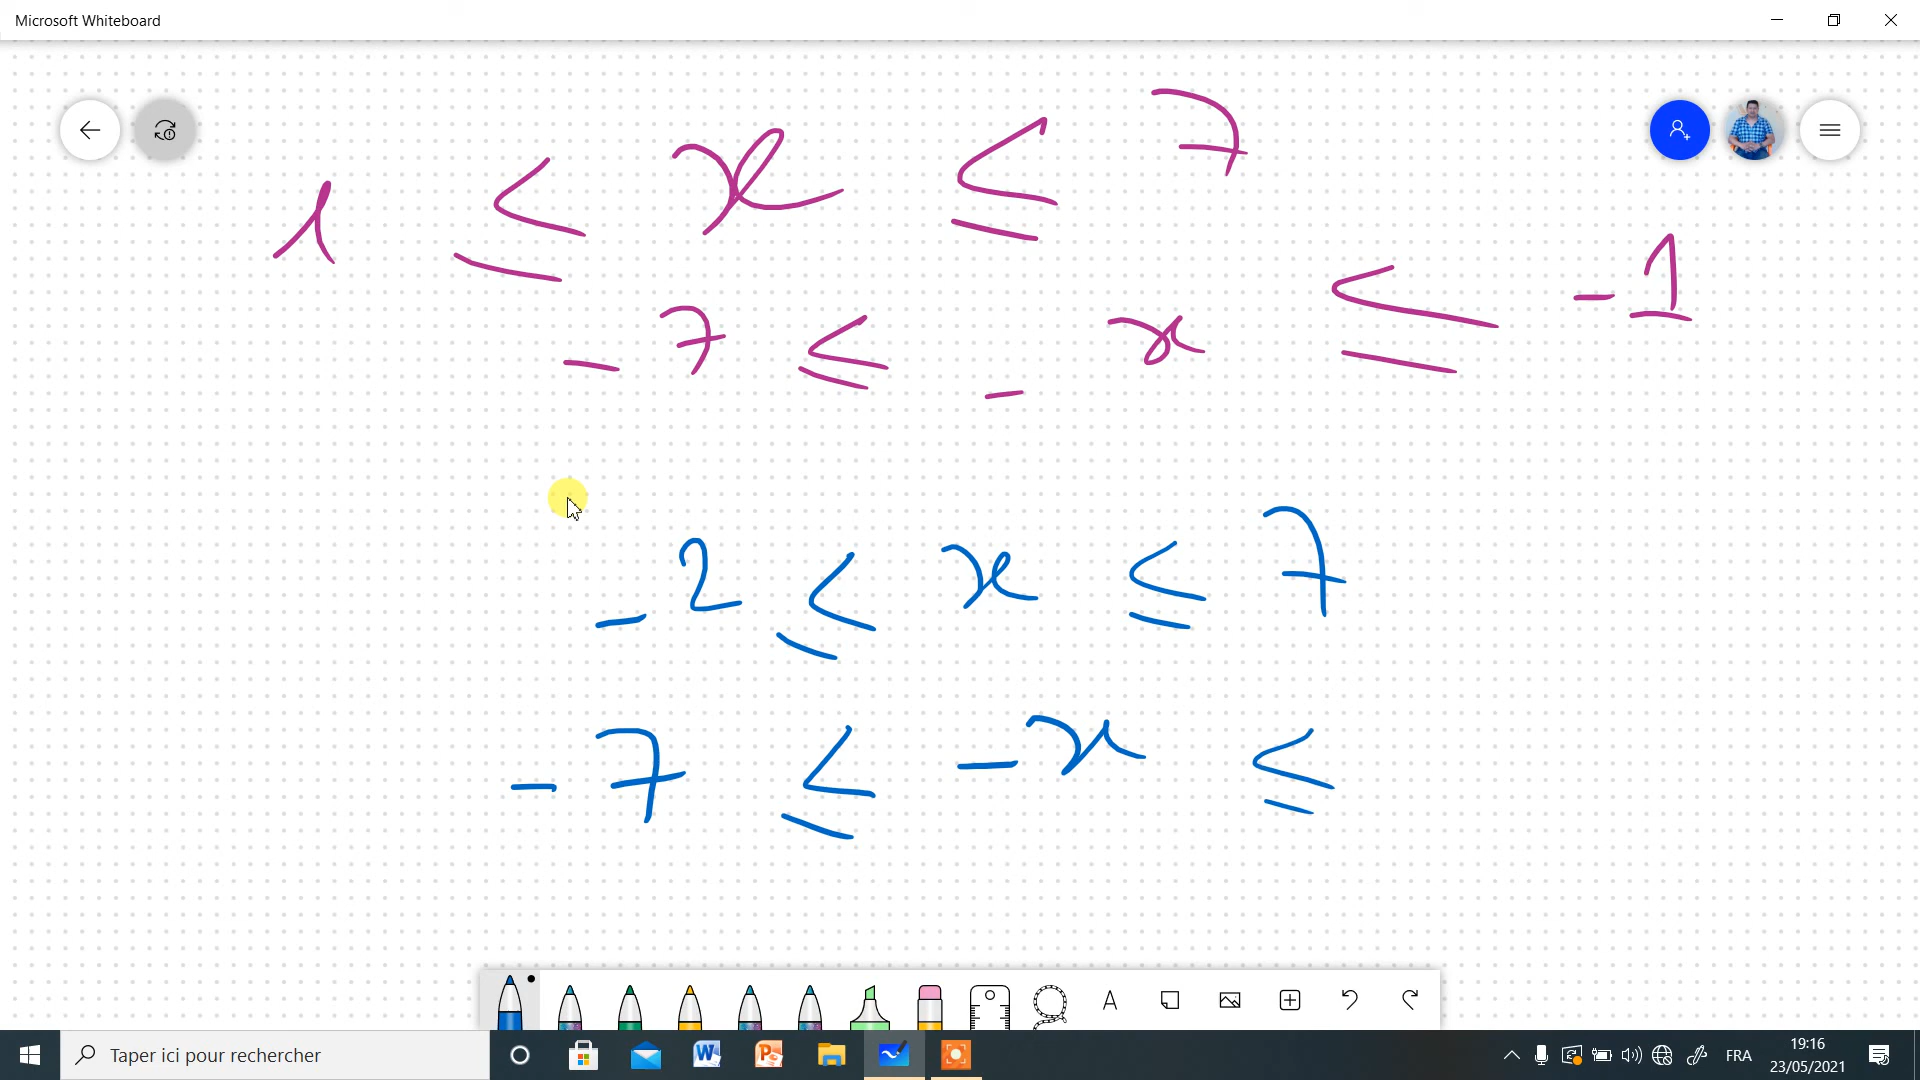 Microsoft Whiteboard
1 ≤ x ≤ 7
-7 ≤ -x ≤ -1
-2 ≤ x ≤ 7
-7 ≤ -x ≤
Taper ici pour rechercher
FRA
19:16
23/05/2021